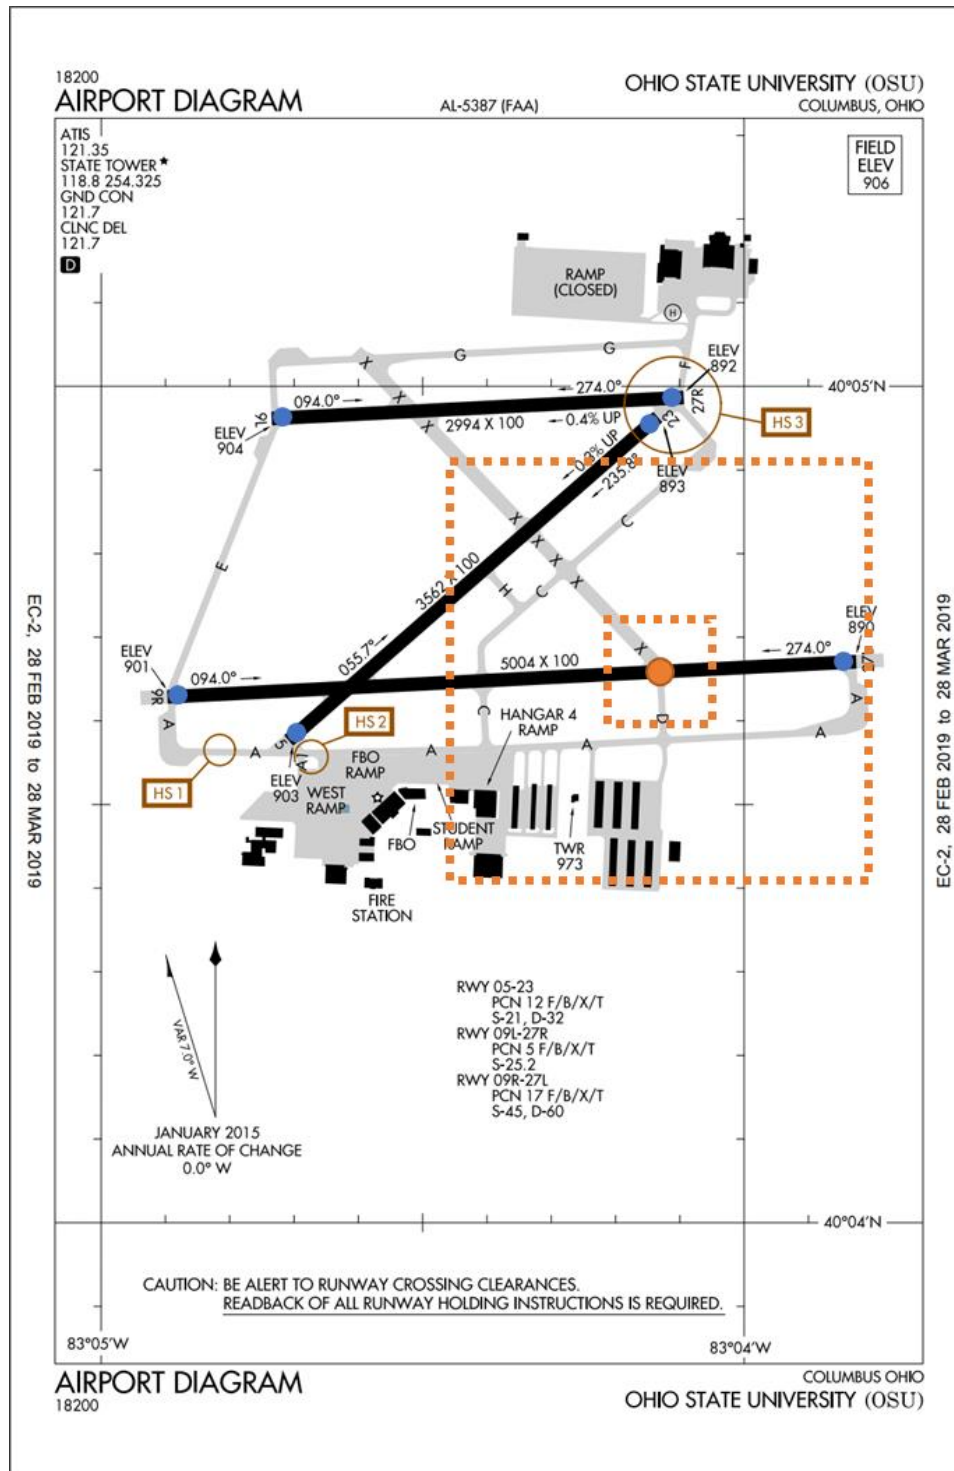 18200
AIRPORT DIAGRAM
AL-5387 (FAA)
OHIO STATE UNIVERSITY (OSU)
COLUMBUS, OHIO
ATIS
121.35
STATE TOWER★
118.8 254.325
GND CON
121.7
CLNC DEL
121.7
D
FIELD
ELEV
906
RAMP
(CLOSED)
H
G
G
F
X
X
X
ELEV
892
40°05'N
094.0°
274.0°
27R
9L
2994 X 100
0.4% UP
23
HS 3
ELEV
904
0.3% UP
235.8°
ELEV
893
X
X
X
X
C
E
H
C
3562 X 100
055.7°
ELEV
901
ELEV
890
X
9R
094.0°
5004 X 100
274.0°
27L
A
C
D
A
HANGAR 4
RAMP
HS 2
5
A
A
A
A
A
HS 1
ELEV
903
FBO
RAMP
WEST
RAMP
FBO
STUDENT
RAMP
TWR
973
FIRE
STATION
EC-2, 28 FEB 2019 to 28 MAR 2019
EC-2, 28 FEB 2019 to 28 MAR 2019
VAR 7.0° W
JANUARY 2015
ANNUAL RATE OF CHANGE
0.0° W
RWY 05-23
PCN 12 F/B/X/T
S-21, D-32
RWY 09L-27R
PCN 5 F/B/X/T
S-25.2
RWY 09R-27L
PCN 17 F/B/X/T
S-45, D-60
40°04'N
CAUTION: BE ALERT TO RUNWAY CROSSING CLEARANCES.
READBACK OF ALL RUNWAY HOLDING INSTRUCTIONS IS REQUIRED.
83°05'W
83°04'W
AIRPORT DIAGRAM
18200
COLUMBUS OHIO
OHIO STATE UNIVERSITY (OSU)